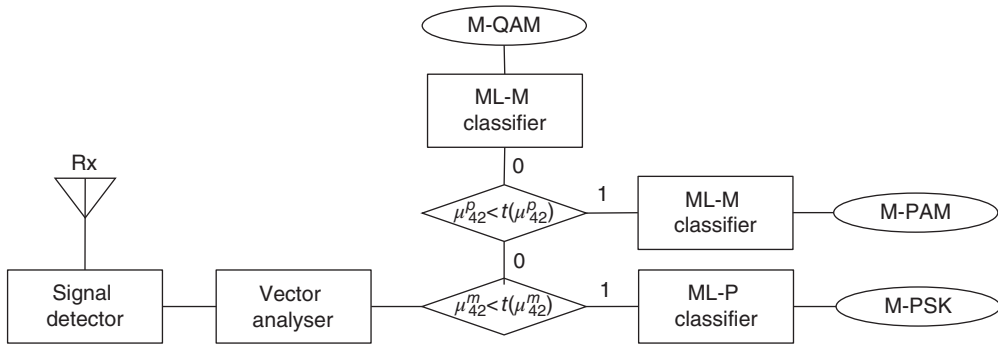 M-QAM
ML-M
classifier
0
Rx
μ^p_42 < t(μ^p_42)
1
ML-M
classifier
M-PAM
0
Signal
detector
Vector
analyser
μ^m_42 < t(μ^m_42)
1
ML-P
classifier
M-PSK